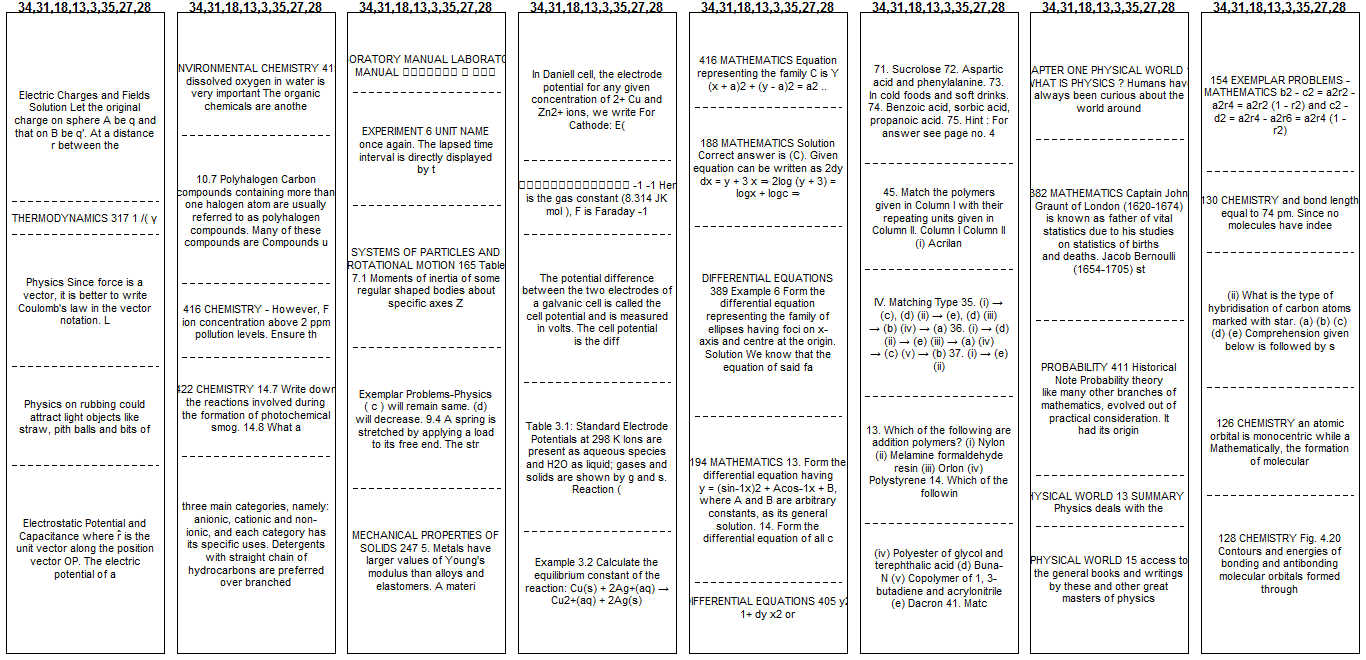 34,31,18,13,3,35,27,28
Electric Charges and Fields
Solution Let the original
charge on sphere A be q and
that on B be q'. At a distance
r between the
THERMODYNAMICS 317 1 /( γ
Physics Since force is a
vector, it is better to write
Coulomb's law in the vector
notation. L
Physics on rubbing could
attract light objects like
straw, pith balls and bits of
Electrostatic Potential and
Capacitance where r̂ is the
unit vector along the position
vector OP. The electric
potential of a
34,31,18,13,3,35,27,28
NVIRONMENTAL CHEMISTRY 41
dissolved oxygen in water is
very important The organic
chemicals are anothe
10.7 Polyhalogen Carbon
compounds containing more than
one halogen atom are usually
referred to as polyhalogen
compounds. Many of these
compounds are Compounds u
416 CHEMISTRY - However, F
ion concentration above 2 ppm
pollution levels. Ensure th
422 CHEMISTRY 14.7 Write down
the reactions involved during
the formation of photochemical
smog. 14.8 What a
three main categories, namely:
anionic, cationic and non-
ionic, and each category has
its specific uses. Detergents
with straight chain of
hydrocarbons are preferred
over branched
34,31,18,13,3,35,27,28
ORATORY MANUAL LABORATO
MANUAL
EXPERIMENT 6 UNIT NAME
once again. The lapsed time
interval is directly displayed
by t
SYSTEMS OF PARTICLES AND
ROTATIONAL MOTION 165 Table
7.1 Moments of inertia of some
regular shaped bodies about
specific axes Z
Exemplar Problems-Physics
( c ) will remain same. (d)
will decrease. 9.4 A spring is
stretched by applying a load
to its free end. The str
MECHANICAL PROPERTIES OF
SOLIDS 247 5. Metals have
larger values of Young's
modulus than alloys and
elastomers. A materi
34,31,18,13,3,35,27,28
In Daniell cell, the electrode
potential for any given
concentration of 2+ Cu and
Zn2+ ions, we write For
Cathode: E(
-1 -1 Her
is the gas constant (8.314 JK
mol ), F is Faraday -1
The potential difference
between the two electrodes of
a galvanic cell is called the
cell potential and is measured
in volts. The cell potential
is the diff
Table 3.1: Standard Electrode
Potentials at 298 K Ions are
present as aqueous species
and H2O as liquid; gases and
solids are shown by g and s.
Reaction (
Example 3.2 Calculate the
equilibrium constant of the
reaction: Cu(s) + 2Ag+(aq) →
Cu2+(aq) + 2Ag(s)
34,31,18,13,3,35,27,28
416 MATHEMATICS Equation
representing the family C is Y
(x + a)2 + (y - a)2 = a2 ..
188 MATHEMATICS Solution
Correct answer is (C). Given
equation can be written as 2dy
dx = y + 3 x ⇒ 2log (y + 3) =
logx + logc ⇒
DIFFERENTIAL EQUATIONS
389 Example 6 Form the
differential equation
representing the family of
ellipses having foci on x-
axis and centre at the origin.
Solution We know that the
equation of said fa
194 MATHEMATICS 13. Form the
differential equation having
y = (sin-1x)2 + Acos-1x + B,
where A and B are arbitrary
constants, as its general
solution. 14. Form the
differential equation of all c
IFFERENTIAL EQUATIONS 405 y2
1+ dy x2 or
34,31,18,13,3,35,27,28
71. Sucrolose 72. Aspartic
acid and phenylalanine. 73.
In cold foods and soft drinks.
74. Benzoic acid, sorbic acid,
propanoic acid. 75. Hint : For
answer see page no. 4
45. Match the polymers
given in Column I with their
repeating units given in
Column II. Column I Column II
(i) Acrilan
IV. Matching Type 35. (i) →
(c), (d) (ii) → (e), (d) (iii)
→ (b) (iv) → (a) 36. (i) → (d)
(ii) → (e) (iii) → (a) (iv)
→ (c) (v) → (b) 37. (i) → (e)
(ii)
13. Which of the following are
addition polymers? (i) Nylon
(ii) Melamine formaldehyde
resin (iii) Orlon (iv)
Polystyrene 14. Which of the
followin
(iv) Polyester of glycol and
terephthalic acid (d) Buna-
N (v) Copolymer of 1, 3-
butadiene and acrylonitrile
(e) Dacron 41. Matc
34,31,18,13,3,35,27,28
APTER ONE PHYSICAL WORLD
WHAT IS PHYSICS ? Humans have
always been curious about the
world around
382 MATHEMATICS Captain John
Graunt of London (1620-1674)
is known as father of vital
statistics due to his studies
on statistics of births
and deaths. Jacob Bernoulli
(1654-1705) st
PROBABILITY 411 Historical
Note Probability theory
like many other branches of
mathematics, evolved out of
practical consideration. It
had its origin
HYSICAL WORLD 13 SUMMARY
Physics deals with the
PHYSICAL WORLD 15 access to
the general books and writings
by these and other great
masters of physics
34,31,18,13,3,35,27,28
154 EXEMPLAR PROBLEMS -
MATHEMATICS b2 - c2 = a2r2 -
a2r4 = a2r2 (1 - r2) and c2 -
d2 = a2r4 - a2r6 = a2r4 (1 -
r2)
130 CHEMISTRY and bond length
equal to 74 pm. Since no
molecules have indee
(ii) What is the type of
hybridisation of carbon atoms
marked with star. (a) (b) (c)
(d) (e) Comprehension given
below is followed by s
126 CHEMISTRY an atomic
orbital is monocentric while a
Mathematically, the formation
of molecular
128 CHEMISTRY Fig. 4.20
Contours and energies of
bonding and antibonding
molecular orbitals formed
through